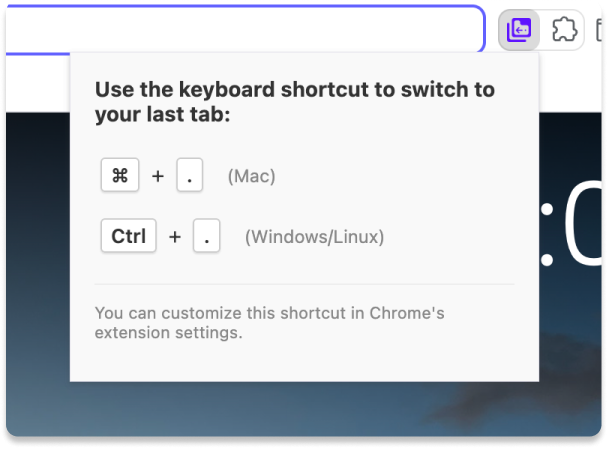 Use the keyboard shortcut to switch to
your last tab:
⌘ + . (Mac)
Ctrl + . (Windows/Linux)
You can customize this shortcut in Chrome's
extension settings.